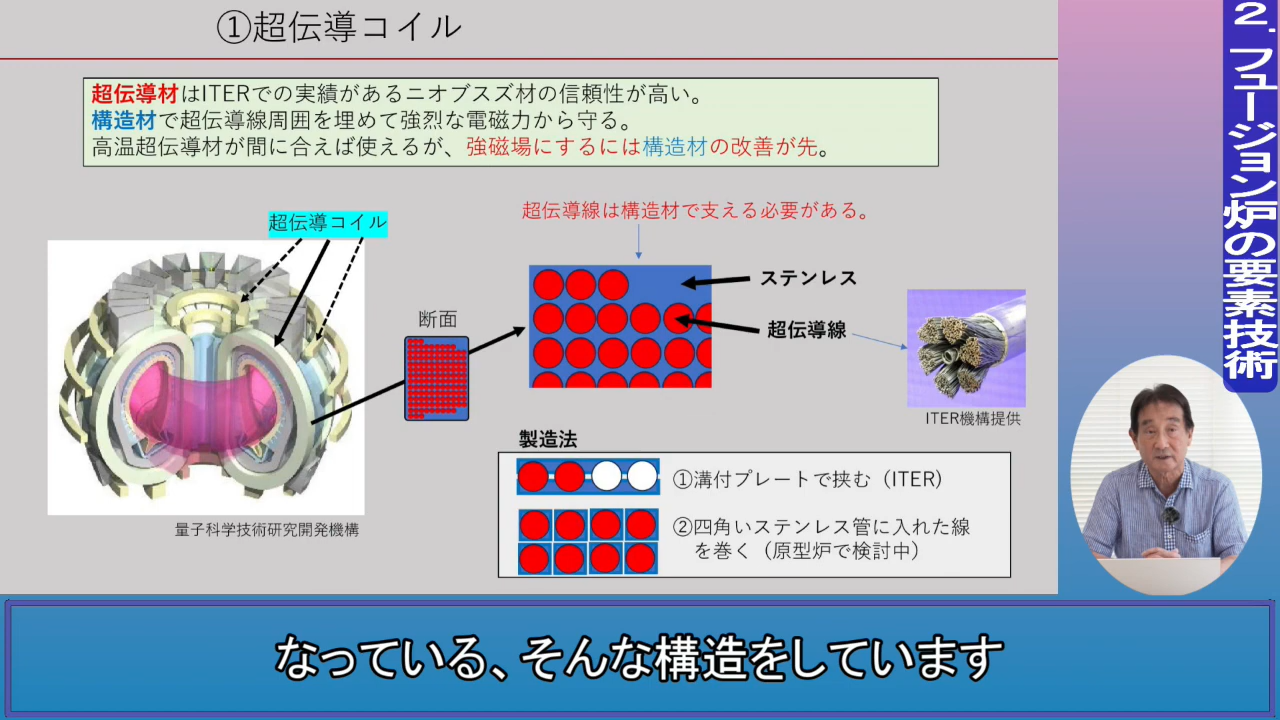 ①超伝導コイル
超伝導材はITERでの実績があるニオブスズ材の信頼性が高い。
構造材で超伝導線周囲を埋めて強烈な電磁力から守る。
高温超伝導材が間に合えば使えるが、強磁場にするには構造材の改善が先。
超伝導コイル
量子科学技術研究開発機構
断面
超伝導線は構造材で支える必要がある。
ステンレス
超伝導線
ITER機構提供
製造法
①溝付プレートで挟む（ITER）
②四角いステンレス管に入れた線
を巻く（原型炉で検討中）
2. フュージョン炉の要素技術
なっている、そんな構造をしています